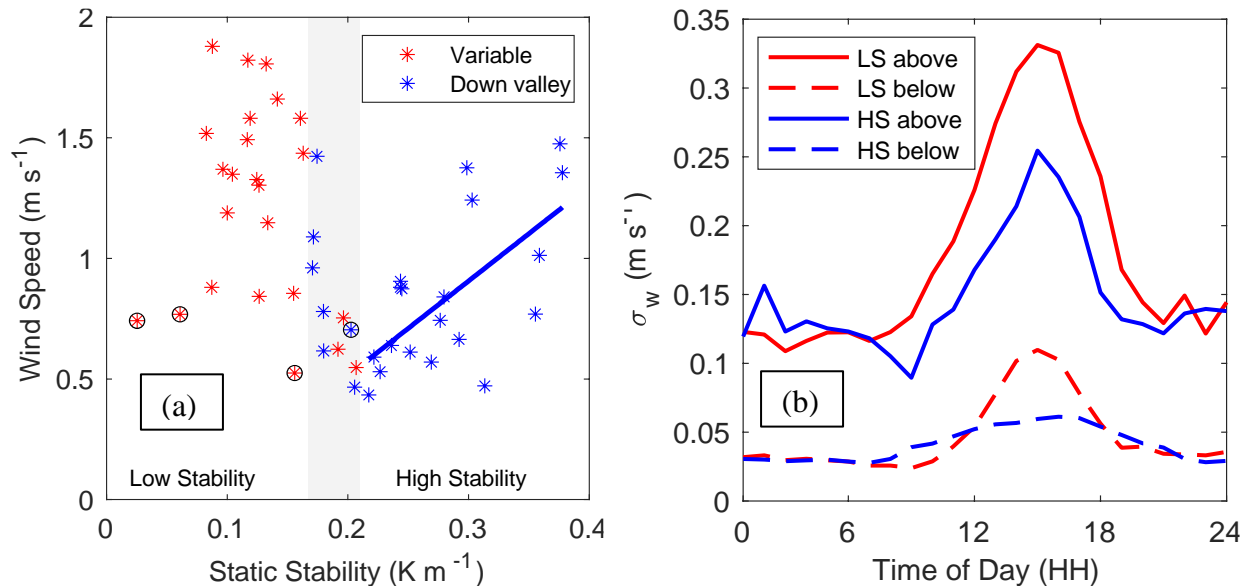 2
1.5
1
0.5
0
Wind Speed (m s⁻¹)
Variable
Down valley
(a)
Low Stability
High Stability
0
0.1
0.2
0.3
0.4
Static Stability (K m ⁻¹)
0.35
0.3
0.25
0.2
0.15
0.1
0.05
0
σw (m s⁻¹)
LS above
LS below
HS above
HS below
(b)
0
6
12
18
24
Time of Day (HH)